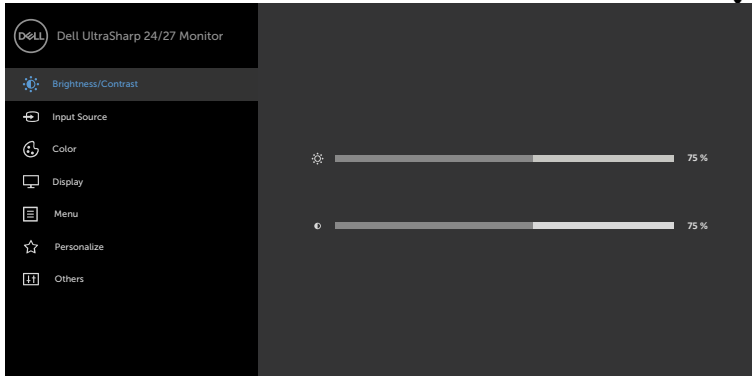 DELL Dell UltraSharp 24/27 Monitor
Brightness/Contrast
Input Source
Color
Display
Menu
Personalize
Others
75 %
75 %